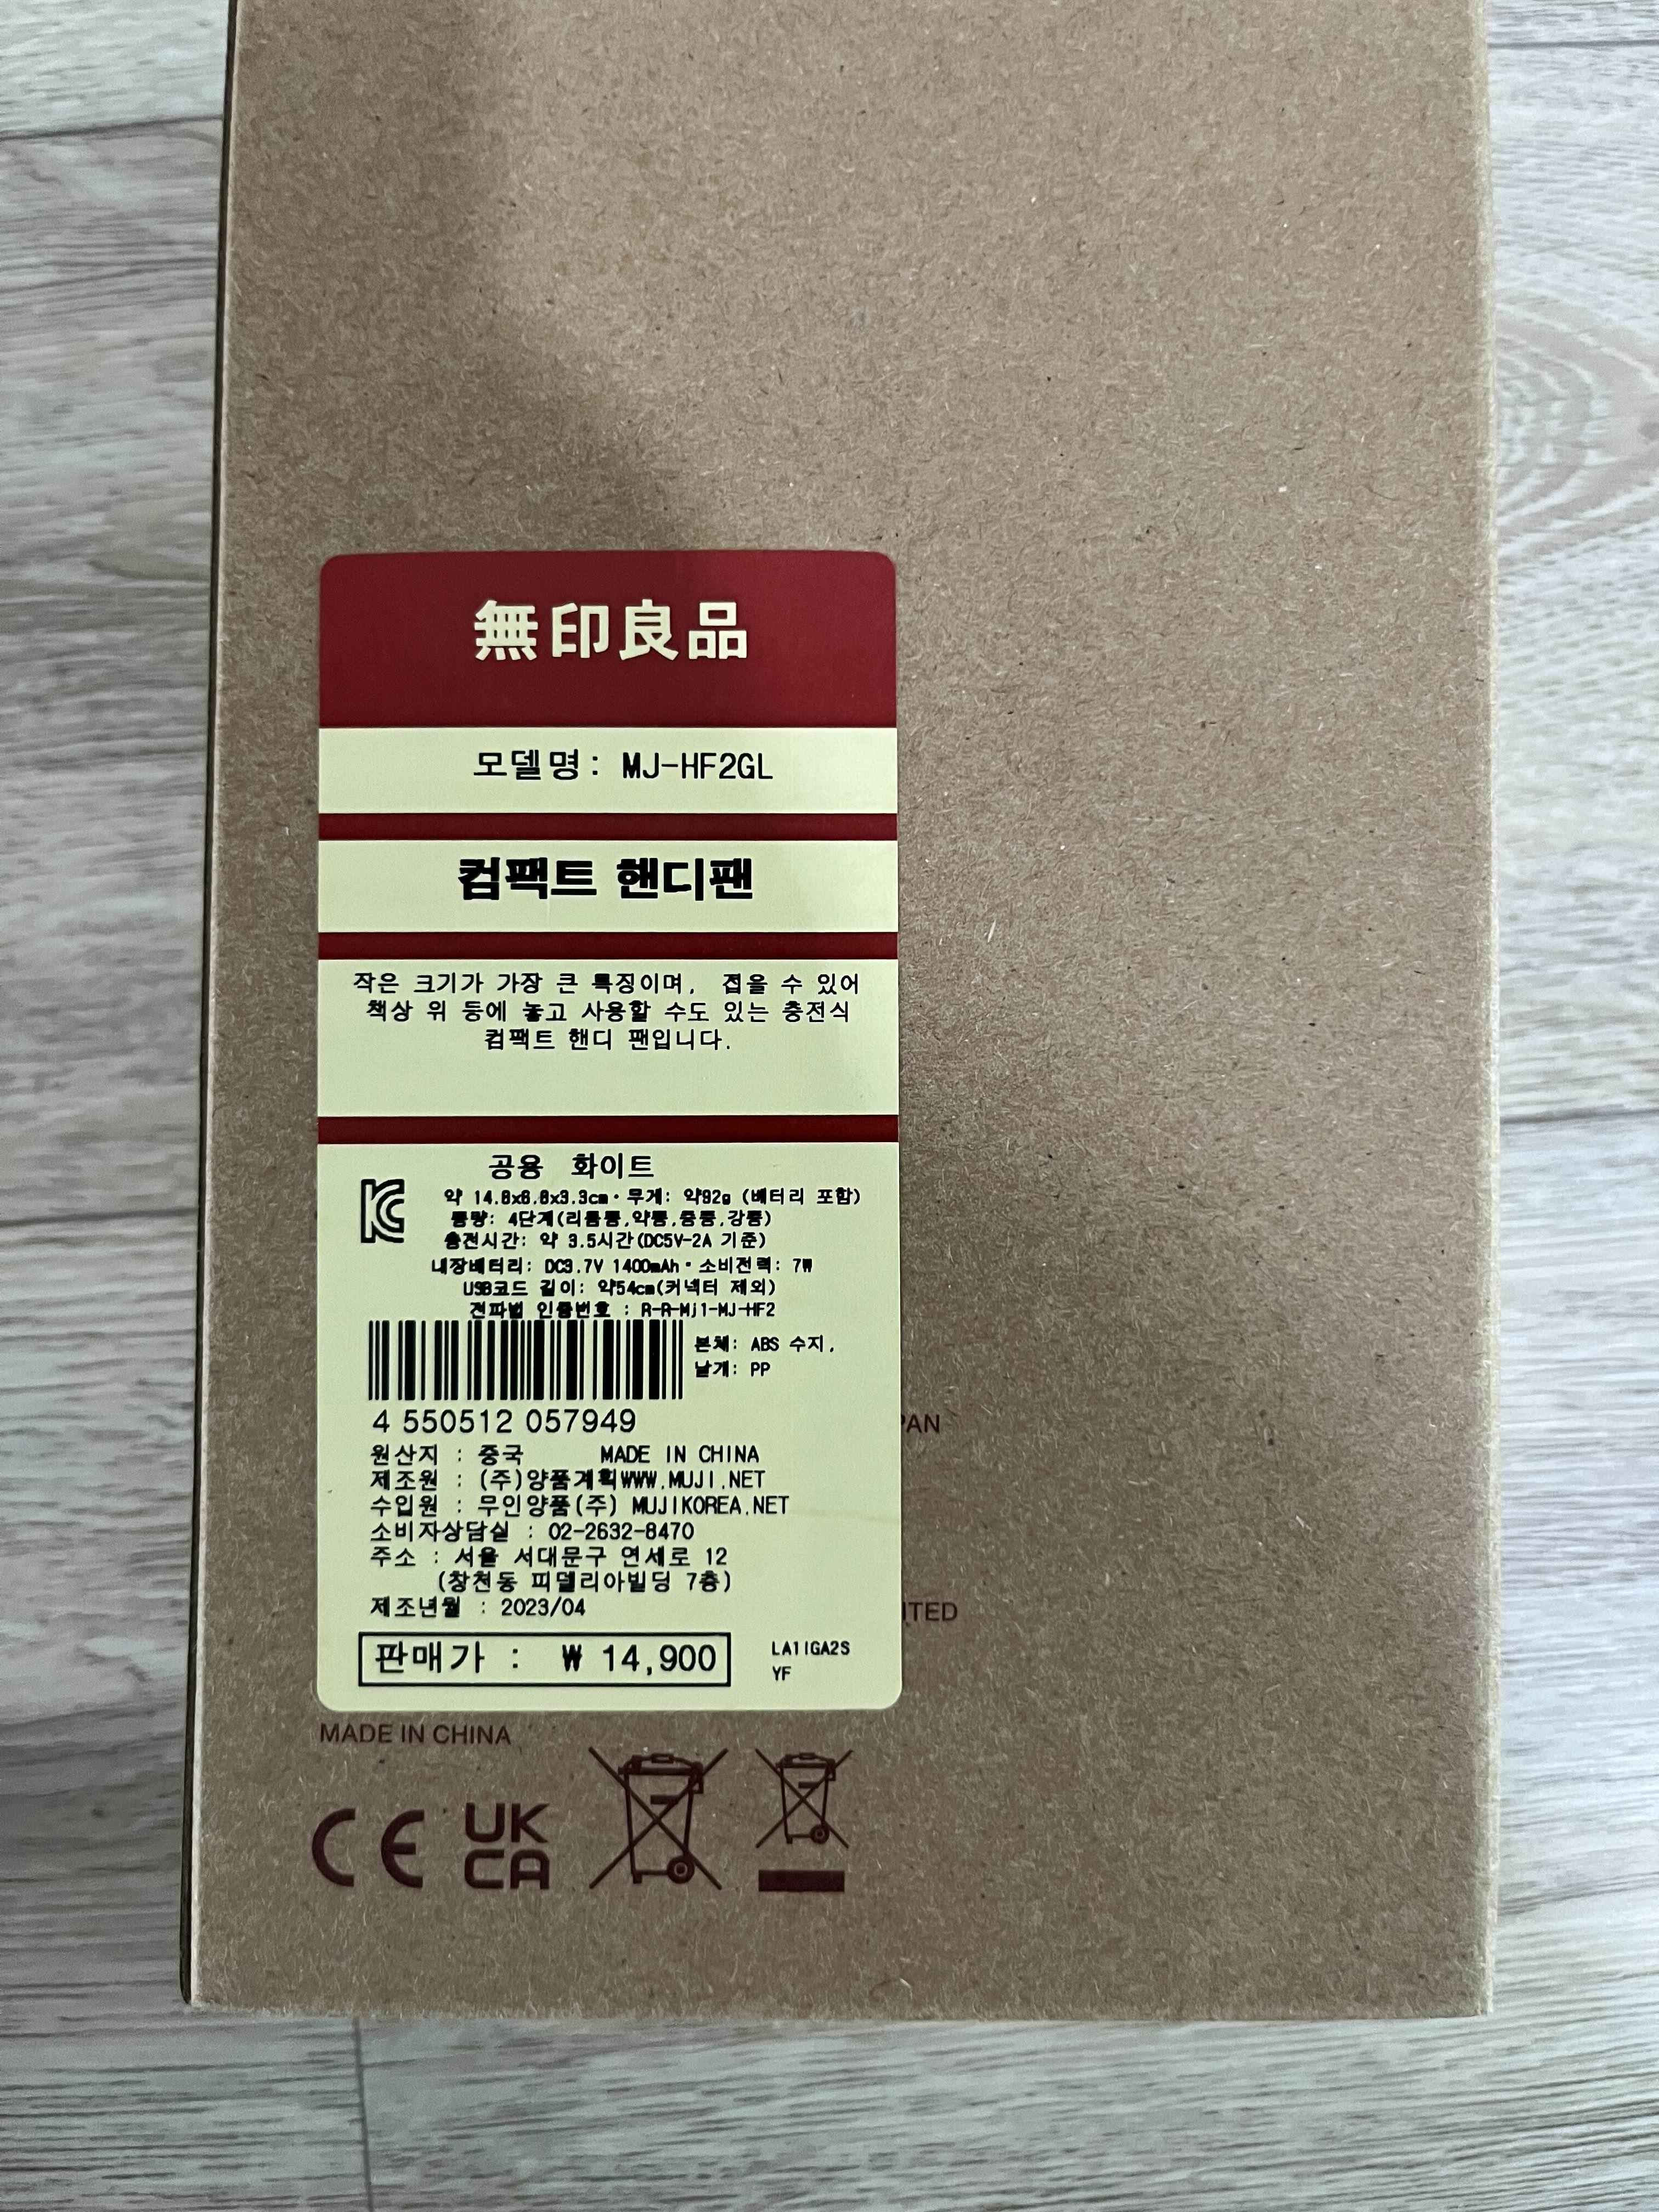 無印良品
모델명: MJ-HF2GL
컴팩트 핸디팬
작은 크기가 가장 큰 특징이며, 접을 수 있어
책상 위 등에 놓고 사용할 수도 있는 충전식
컴팩트 핸디 팬입니다.
공용 화이트
약 14.8x6.8x3.3cm・무게: 약92g (배터리 포함)
풍량: 4단계(리듬풍,약풍,중풍,강풍)
충전시간: 약 3.5시간(DC5V-2A 기준)
내장배터리: DC3.7V 1400mAh・소비전력: 7W
USB코드 길이: 약54cm(커넥터 제외)
전파법 인증번호 : R-R-Mj1-MJ-HF2
본체: ABS 수지,
날개: PP
4 550512 057949
원산지 : 중국 MADE IN CHINA
제조원 : (주)양품계획WWW.MUJI.NET
수입원 : 무인양품(주) MUJIKOREA.NET
소비자상담실 : 02-2632-8470
주소 : 서울 서대문구 연세로 12
(창천동 피델리아빌딩 7층)
제조년월 : 2023/04
판매가 : ₩ 14,900
LA11GA2S
YF
PAN
ITED
MADE IN CHINA
CE
UK
CA